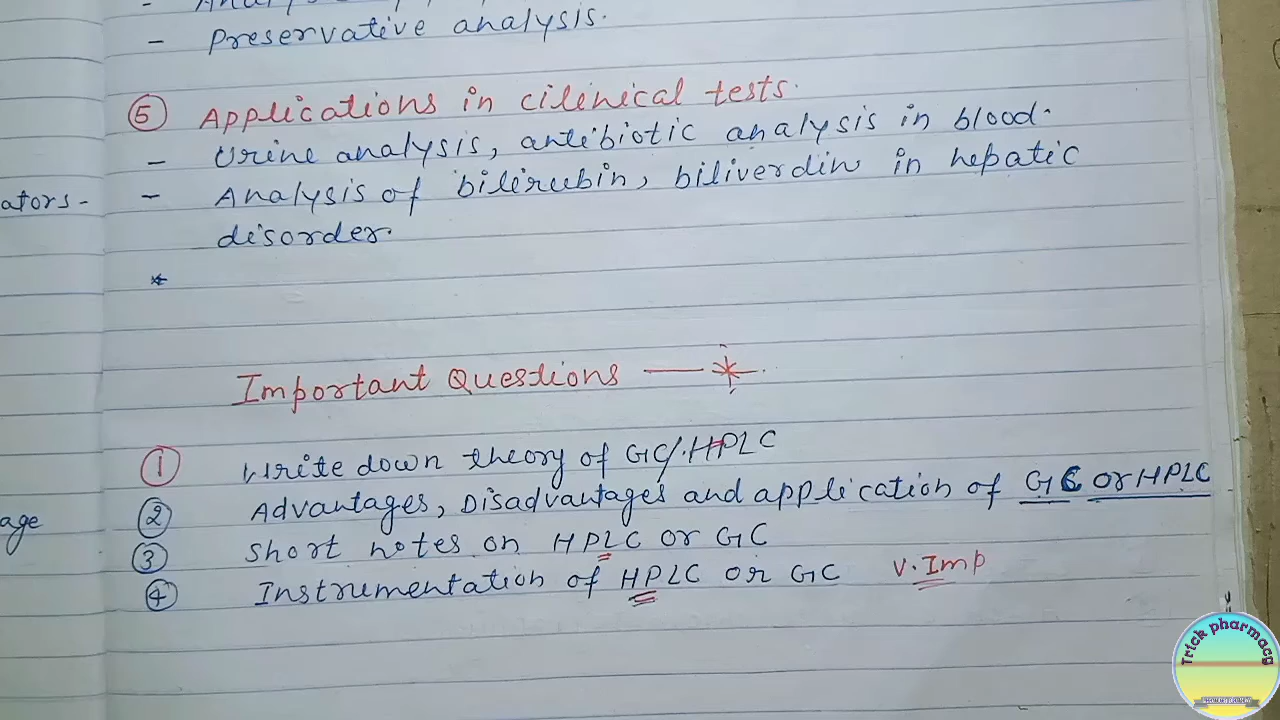 - Preservative analysis.
⑤ Applications in cilinical tests.
- Urine analysis, antibiotic analysis in blood.
ators - - Analysis of bilirubin, biliverdin in hepatic
disorder.
*
Important Questions — *
① Write down theory of GC/HPLC
② Advantages, Disadvantages and application of GC or HPLC
age
③ Short notes on HPLC or GC
④ Instrumentation of HPLC or GC V. Imp
Trick pharmacy